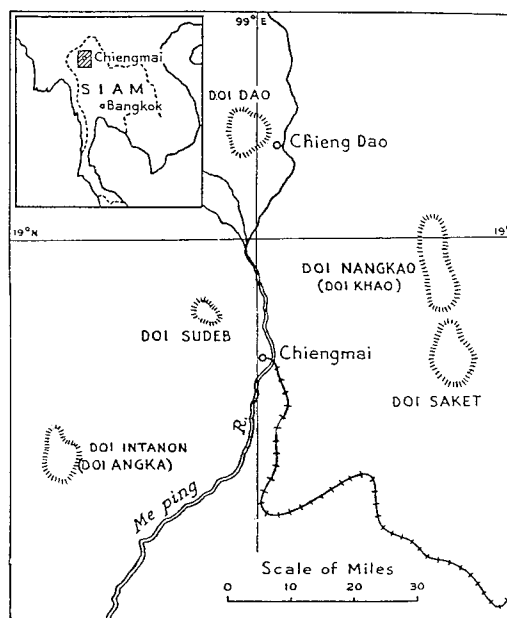 99° E
Chiengmai
SIAM
Bangkok
DOI DAO
Chieng Dao
19° N
19°
DOI NANGKAO
(DOI KHAO)
DOI SUDEB
Chiengmai
DOI SAKET
DOI INTANON
(DOI ANGKA)
Me ping R.
Scale of Miles
0 10 20 30